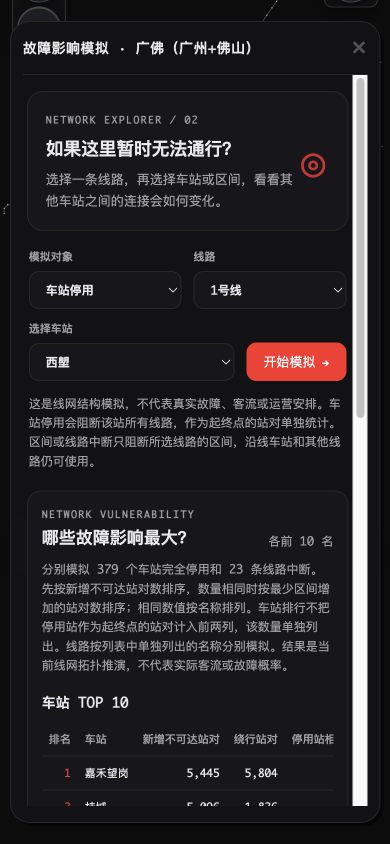 故障影响模拟 · 广佛（广州+佛山）
×
NETWORK EXPLORER / 02
如果这里暂时无法通行？
选择一条线路，再选择车站或区间，看看其
他车站之间的连接会如何变化。
模拟对象 线路
车站停用 1号线
选择车站
西塱 开始模拟 →
这是线网结构模拟，不代表真实故障、客流或运营安排。车
站停用会阻断该站所有线路，作为起终点的站对单独统计。
区间或线路中断只阻断所选线路的区间，沿线车站和其他线
路仍可使用。
NETWORK VULNERABILITY
哪些故障影响最大？ 各前 10 名
分别模拟 379 个车站完全停用和 23 条线路中断。
先按新增不可达站对数排序，数量相同时按最少区间增
加的站对数排序；相同数值按名称排列。车站排行不把
停用站作为起终点的站对计入前两列，该数量单独列
出。线路按列表中单独列出的名称分别模拟。结果是当
前线网拓扑推演，不代表实际客流或故障概率。
车站 TOP 10
排名 车站 新增不可达站对 绕行站对 停用站相
1 嘉禾望岗 5,445 5,804